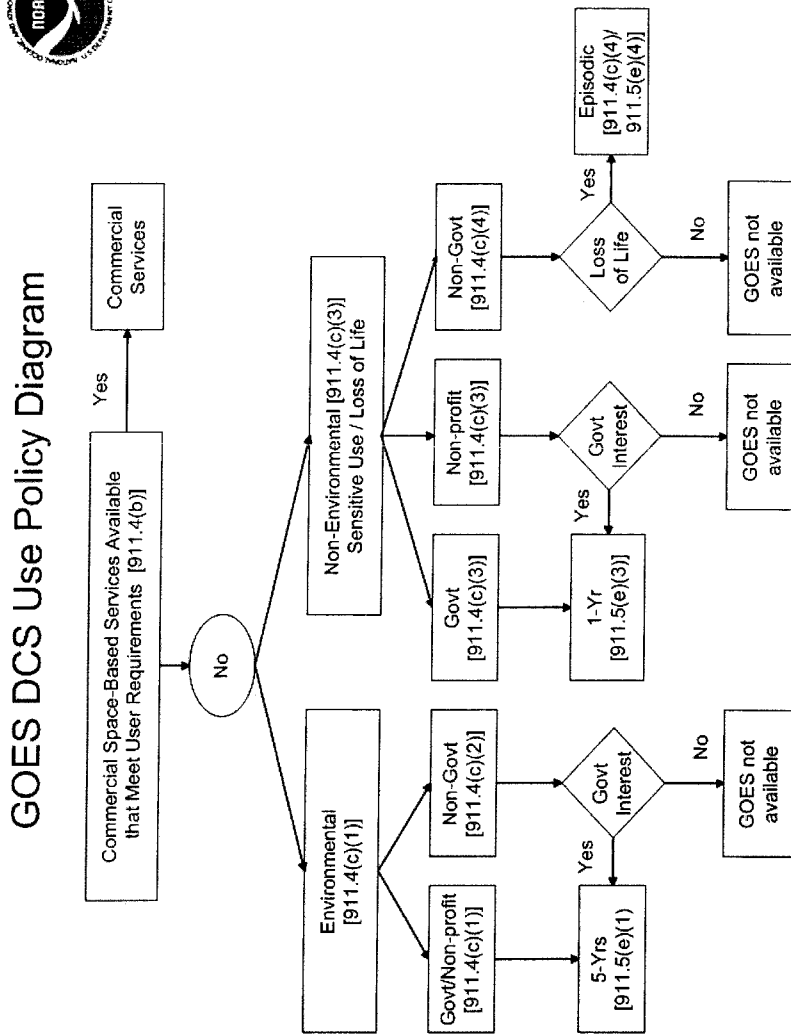 GOES DCS Use Policy Diagram
NOAA
Commercial Space-Based Services Available
that Meet User Requirements [911.4(b)]
Yes
Commercial
Services
No
Environmental
[911.4(c)(1)]
Non-Environmental [911.4(c)(3)]
Sensitive Use / Loss of Life
Govt/Non-profit
[911.4(c)(1)]
Non-Govt
[911.4(c)(2)]
Govt
[911.4(c)(3)]
Non-profit
[911.4(c)(3)]
Non-Govt
[911.4(c)(4)]
5-Yrs
[911.5(e)(1)
Yes
Govt
Interest
No
GOES not
available
1-Yr
[911.5(e)(3)]
Yes
Govt
Interest
No
GOES not
available
Loss
of Life
Yes
Episodic
[911.4(c)(4)/
911.5(e)(4)]
No
GOES not
available